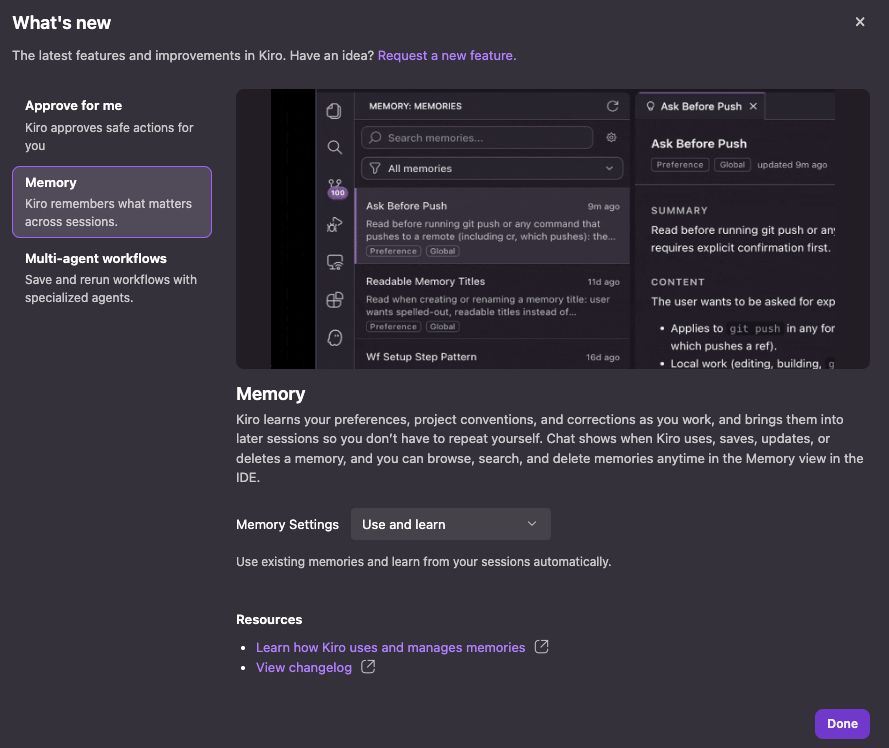 What's new
The latest features and improvements in Kiro. Have an idea? Request a new feature.
Approve for me
Kiro approves safe actions for
you
Memory
Kiro remembers what matters
across sessions.
Multi-agent workflows
Save and rerun workflows with
specialized agents.
MEMORY: MEMORIES
Search memories...
All memories
100
Ask Before Push 9m ago
Read before running git push or any command that
pushes to a remote (including cr, which pushes): the...
Preference Global
Readable Memory Titles 11d ago
Read when creating or renaming a memory title: user
wants spelled-out, readable titles instead of...
Preference Global
Wf Setup Step Pattern 16d ago
Ask Before Push
Ask Before Push
Preference Global updated 9m ago
SUMMARY
Read before running git push or any
requires explicit confirmation first.
CONTENT
The user wants to be asked for exp
• Applies to git push in any for
which pushes a ref).
• Local work (editing, building, g
Memory
Kiro learns your preferences, project conventions, and corrections as you work, and brings them into
later sessions so you don't have to repeat yourself. Chat shows when Kiro uses, saves, updates, or
deletes a memory, and you can browse, search, and delete memories anytime in the Memory view in the
IDE.
Memory Settings Use and learn
Use existing memories and learn from your sessions automatically.
Resources
• Learn how Kiro uses and manages memories
• View changelog
Done